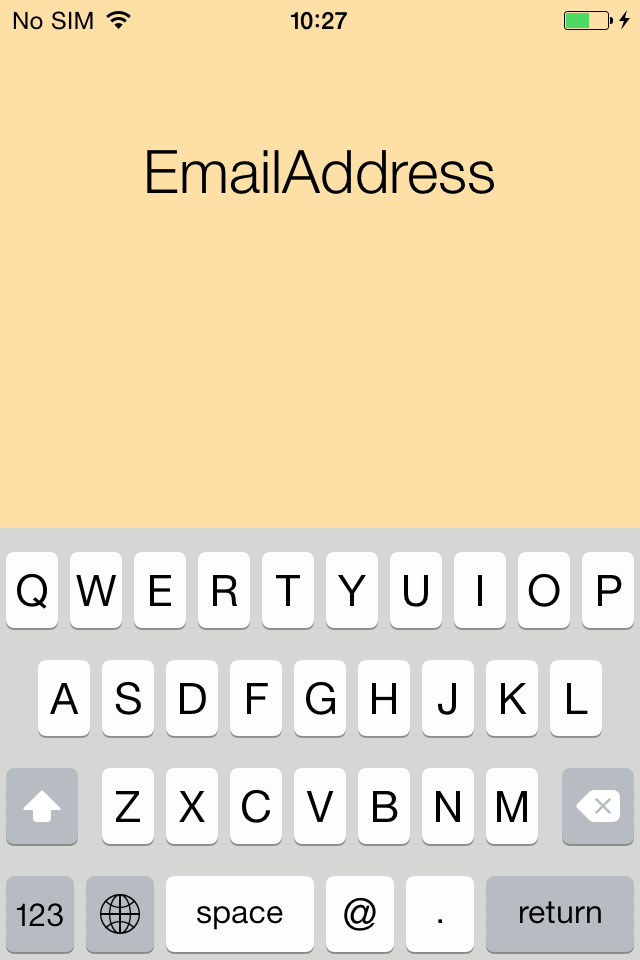 No SIM 10:27
EmailAddress
Q W E R T Y U I O P
A S D F G H J K L
Z X C V B N M
123 space @ . return